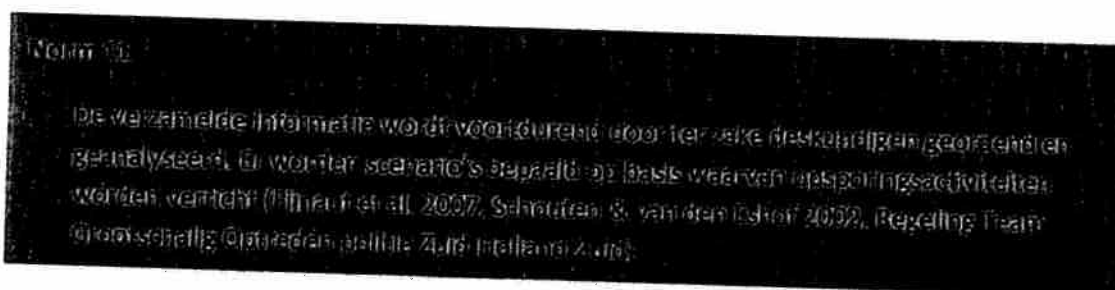 Norm 11:
De verzamelde informatie wordt voortdurend door ter zake deskundigen geordend en
geanalyseerd. Er worden scenario's bepaald op basis waarvan opsporingsactiviteiten
worden verricht (Fijnaut et al. 2007, Schouten & van den Eshof 2002, Regeling Team
Grootschalig Optreden politie Zuid Holland Zuid).